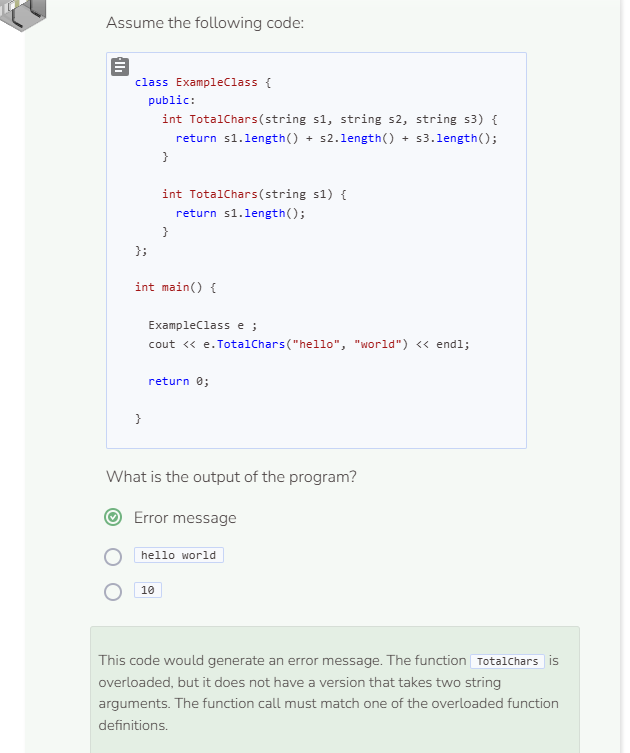 Assume the following code:
class ExampleClass {
public:
int TotalChars(string s1, string s2, string s3) {
return s1.length() + s2.length() + s3.length();
}
int TotalChars(string s1) {
return s1.length();
}
};
int main() {
ExampleClass e ;
cout << e.TotalChars("hello", "world") << endl;
return 0;
}
What is the output of the program?
Error message
hello world
10
This code would generate an error message. The function TotalChars is
overloaded, but it does not have a version that takes two string
arguments. The function call must match one of the overloaded function
definitions.